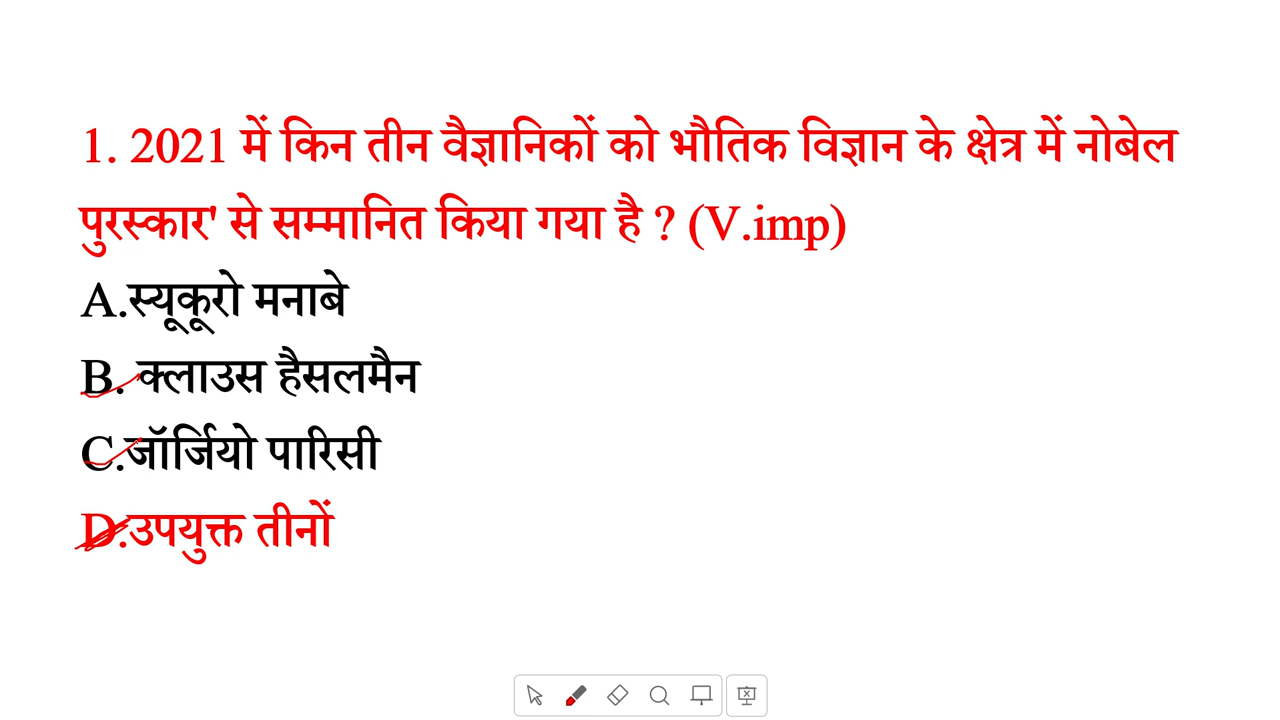 1. 2021 में किन तीन वैज्ञानिकों को भौतिक विज्ञान के क्षेत्र में नोबेल
पुरस्कार' से सम्मानित किया गया है ? (V.imp)
A.स्यूकूरो मनाबे
B. क्लाउस हैसलमैन
C.जॉर्जियो पारिसी
D.उपयुक्त तीनों